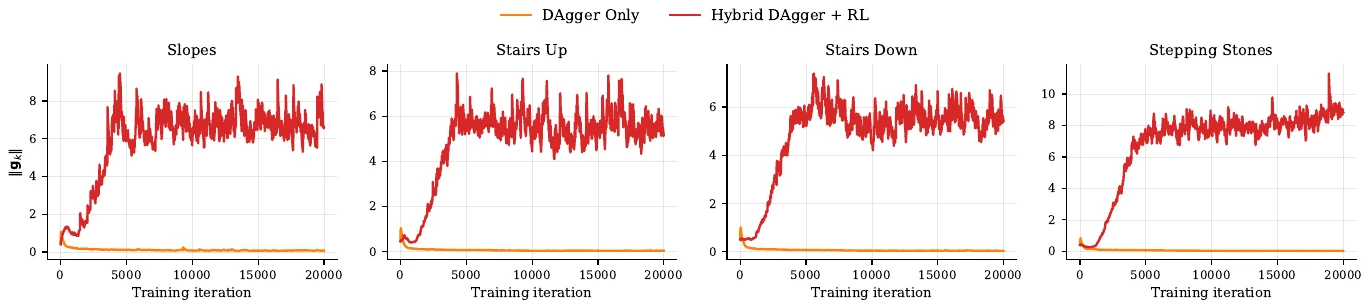 DAgger Only Hybrid DAgger + RL
Slopes
‖g_k‖
8
6
4
2
0
0 5000 10000 15000 20000
Training iteration
Stairs Up
8
6
4
2
0
0 5000 10000 15000 20000
Training iteration
Stairs Down
6
4
2
0
0 5000 10000 15000 20000
Training iteration
Stepping Stones
10
8
6
4
2
0
0 5000 10000 15000 20000
Training iteration